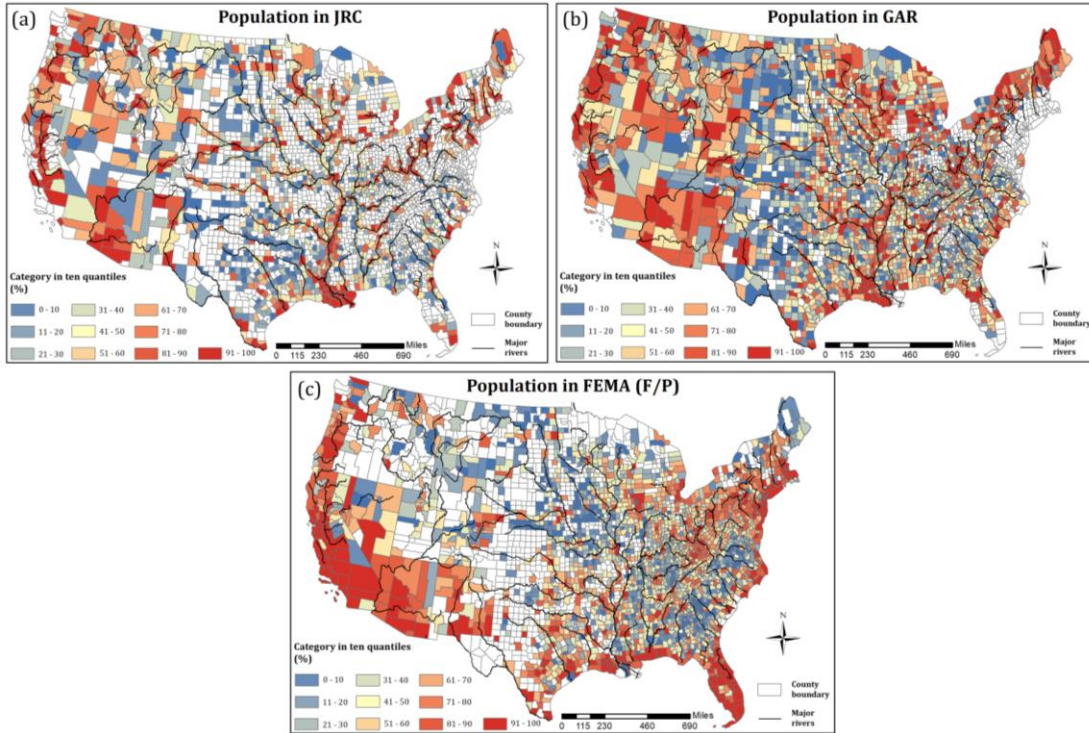 (a)
Population in JRC
N
Category in ten quantiles
(%)
0 - 10
31 - 40
61 - 70
11 - 20
41 - 50
71 - 80
21 - 30
51 - 60
81 - 90
91 - 100
Miles
0 115 230 460 690
County
boundary
Major
rivers
(b)
Population in GAR
N
Category in ten quantiles
(%)
0 - 10
31 - 40
61 - 70
11 - 20
41 - 50
71 - 80
21 - 30
51 - 60
81 - 90
91 - 100
Miles
0 115 230 460 690
County
boundary
Major
rivers
(c)
Population in FEMA (F/P)
N
Category in ten quantiles
(%)
0 - 10
31 - 40
61 - 70
11 - 20
41 - 50
71 - 80
21 - 30
51 - 60
81 - 90
91 - 100
Miles
0 115 230 460 690
County
boundary
Major
rivers